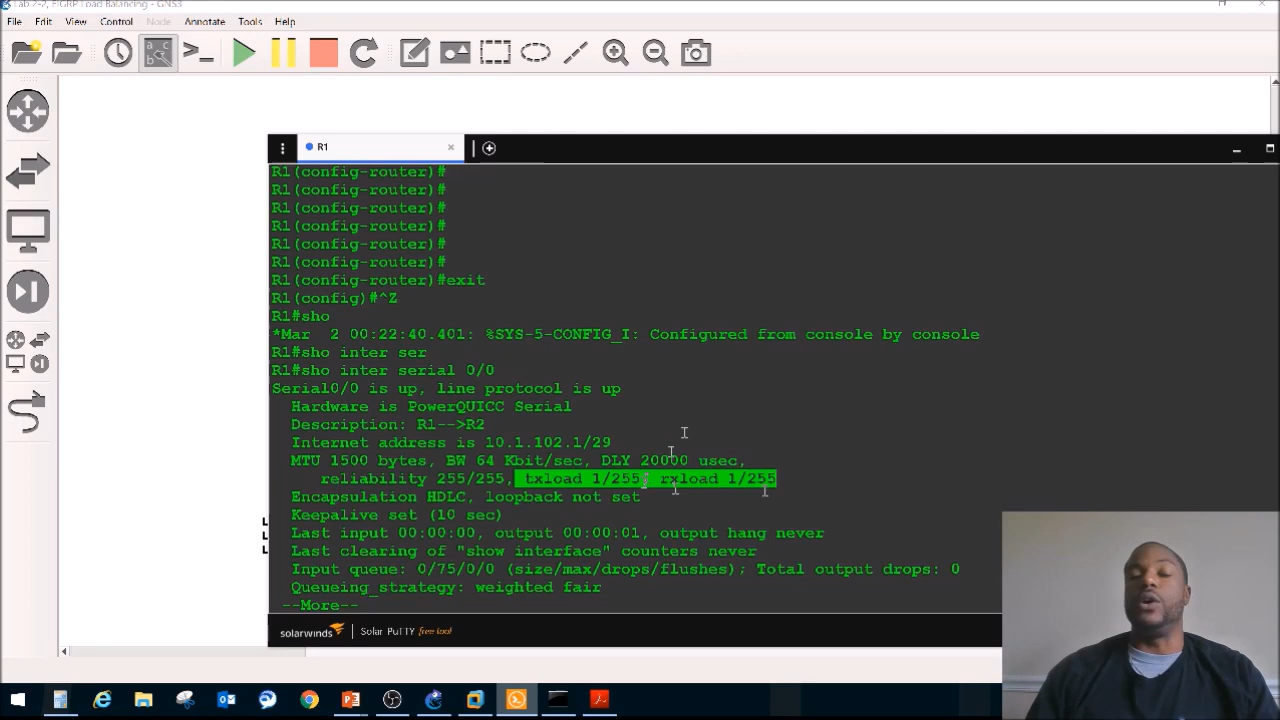 Lab 2-2, EIGRP Load Balancing - GNS3
File Edit View Control Node Annotate Tools Help
R1
R1(config-router)#
R1(config-router)#
R1(config-router)#
R1(config-router)#
R1(config-router)#
R1(config-router)#
R1(config-router)#exit
R1(config)#^Z
R1#sho
*Mar  2 00:22:40.401: %SYS-5-CONFIG_I: Configured from console by console
R1#sho inter ser
R1#sho inter serial 0/0
Serial0/0 is up, line protocol is up
Hardware is PowerQUICC Serial
Description: R1-->R2
Internet address is 10.1.102.1/29
MTU 1500 bytes, BW 64 Kbit/sec, DLY 20000 usec,
reliability 255/255, txload 1/255, rxload 1/255
Encapsulation HDLC, loopback not set
Keepalive set (10 sec)
Last input 00:00:00, output 00:00:01, output hang never
Last clearing of "show interface" counters never
Input queue: 0/75/0/0 (size/max/drops/flushes); Total output drops: 0
Queueing strategy: weighted fair
--More--
solarwinds Solar PuTTY free tool